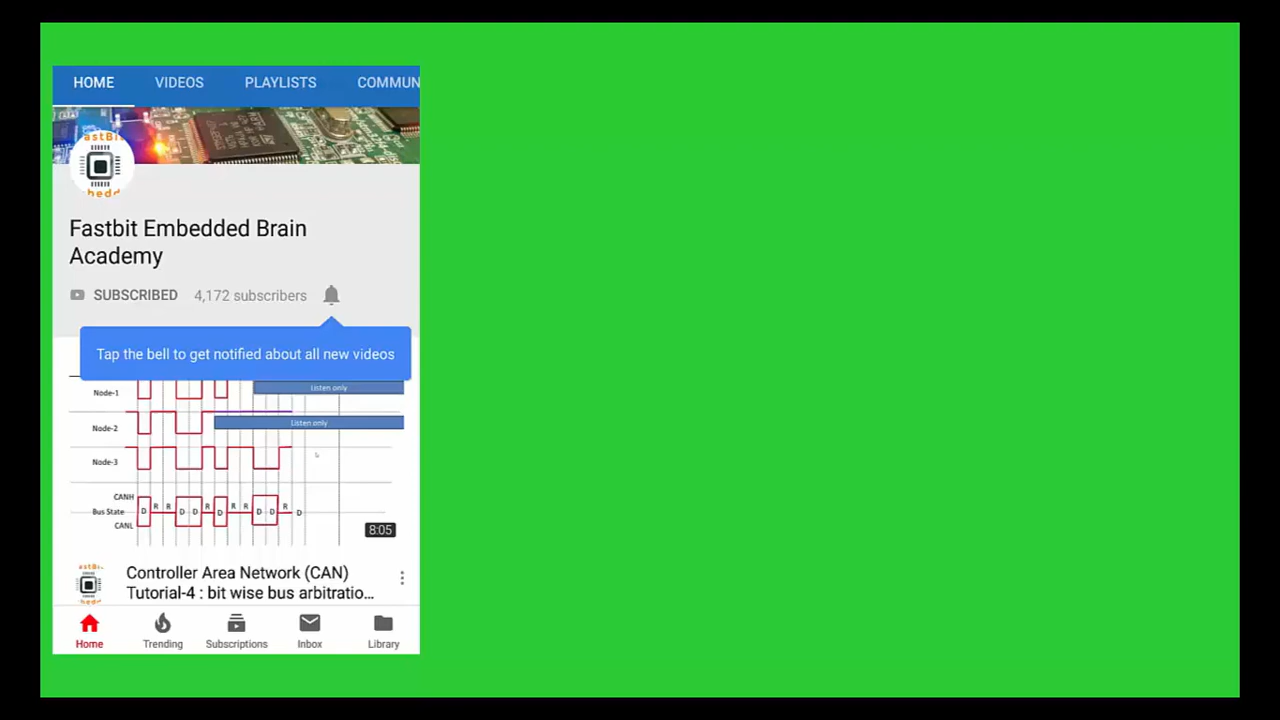 HOME VIDEOS PLAYLISTS COMMUN
astBi
hedd
Fastbit Embedded Brain
Academy
SUBSCRIBED 4,172 subscribers
Tap the bell to get notified about all new videos
Node-1 Listen only
Node-2 Listen only
Node-3
CANH
Bus State D R R D D R D R R D D R D
CANL
8:05
Controller Area Network (CAN)
Tutorial-4 : bit wise bus arbitratio...
Home Trending Subscriptions Inbox Library